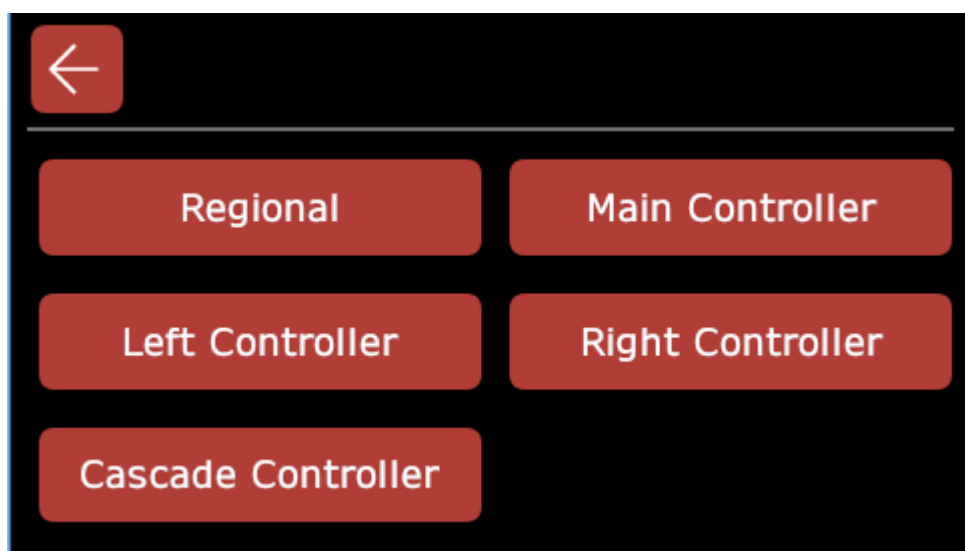 Regional
Main Controller
Left Controller
Right Controller
Cascade Controller